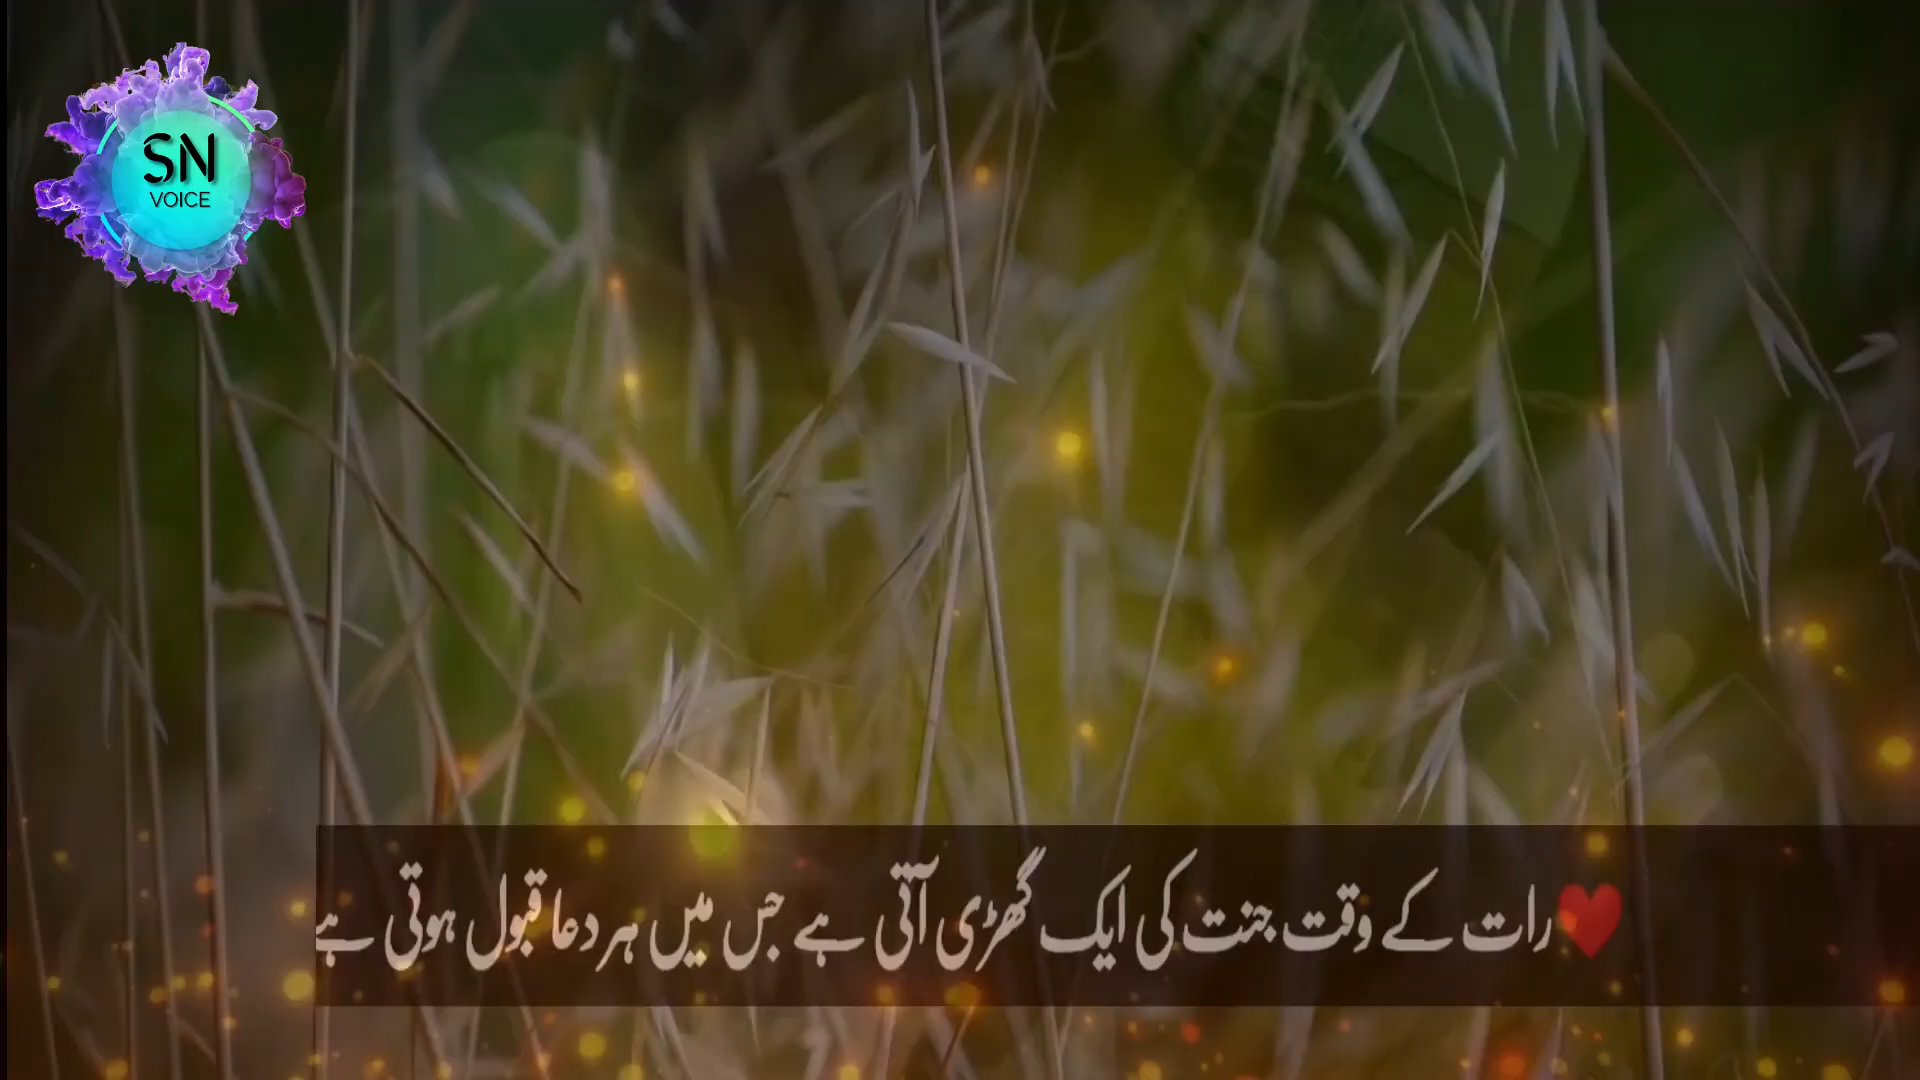 SN
VOICE
❤️رات کے وقت جنت کی ایک گھڑی آتی ہے جس میں ہر دعا قبول ہوتی ہے